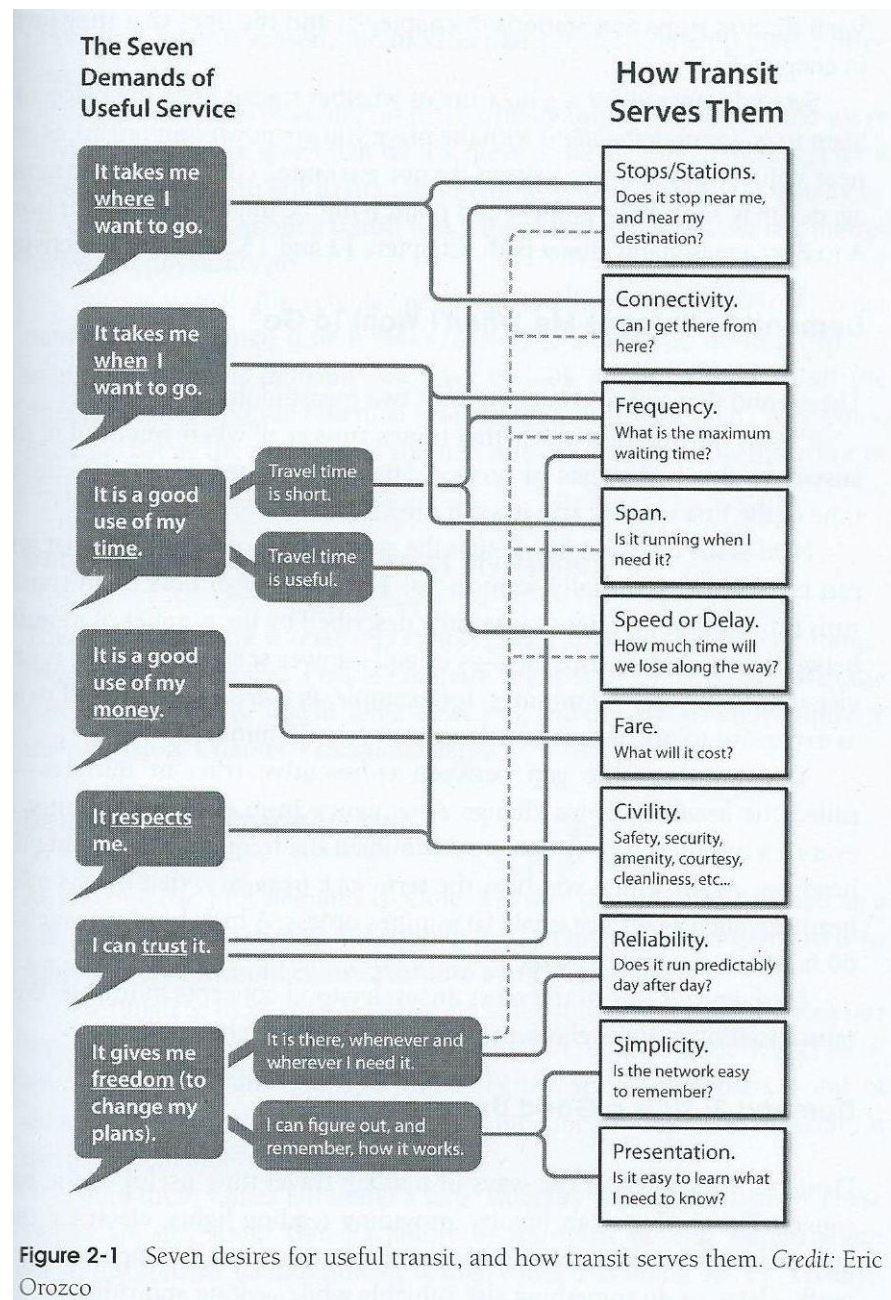 The Seven
Demands of
Useful Service
How Transit
Serves Them
It takes me
where I
want to go.
It takes me
when I
want to go.
It is a good
use of my
time.
Travel time
is short.
Travel time
is useful.
It is a good
use of my
money.
It respects
me.
I can trust it.
It gives me
freedom (to
change my
plans).
It is there, whenever and
wherever I need it.
I can figure out, and
remember, how it works.
Stops/Stations.
Does it stop near me,
and near my
destination?
Connectivity.
Can I get there from
here?
Frequency.
What is the maximum
waiting time?
Span.
Is it running when I
need it?
Speed or Delay.
How much time will
we lose along the way?
Fare.
What will it cost?
Civility.
Safety, security,
amenity, courtesy,
cleanliness, etc...
Reliability.
Does it run predictably
day after day?
Simplicity.
Is the network easy
to remember?
Presentation.
Is it easy to learn what
I need to know?
Figure 2-1 Seven desires for useful transit, and how transit serves them. Credit: Eric
Orozco